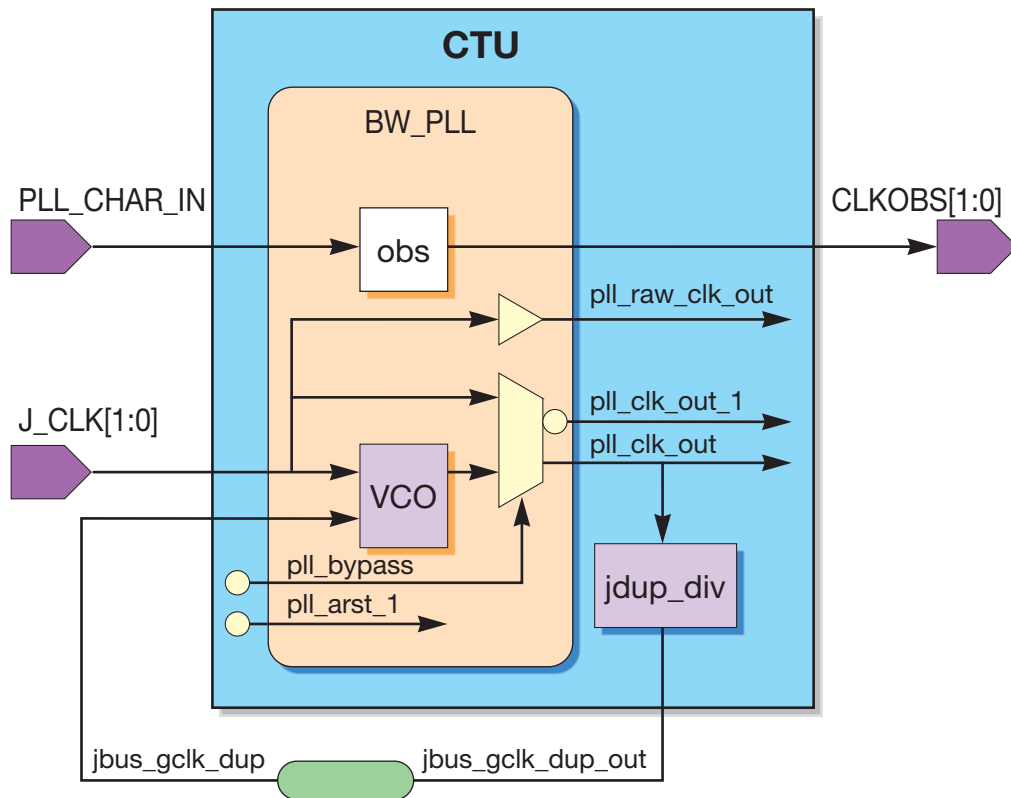 CTU
BW_PLL
PLL_CHAR_IN
CLKOBS[1:0]
obs
pll_raw_clk_out
pll_clk_out_1
J_CLK[1:0]
pll_clk_out
VCO
pll_bypass
jdup_div
pll_arst_1
jbus_gclk_dup
jbus_gclk_dup_out